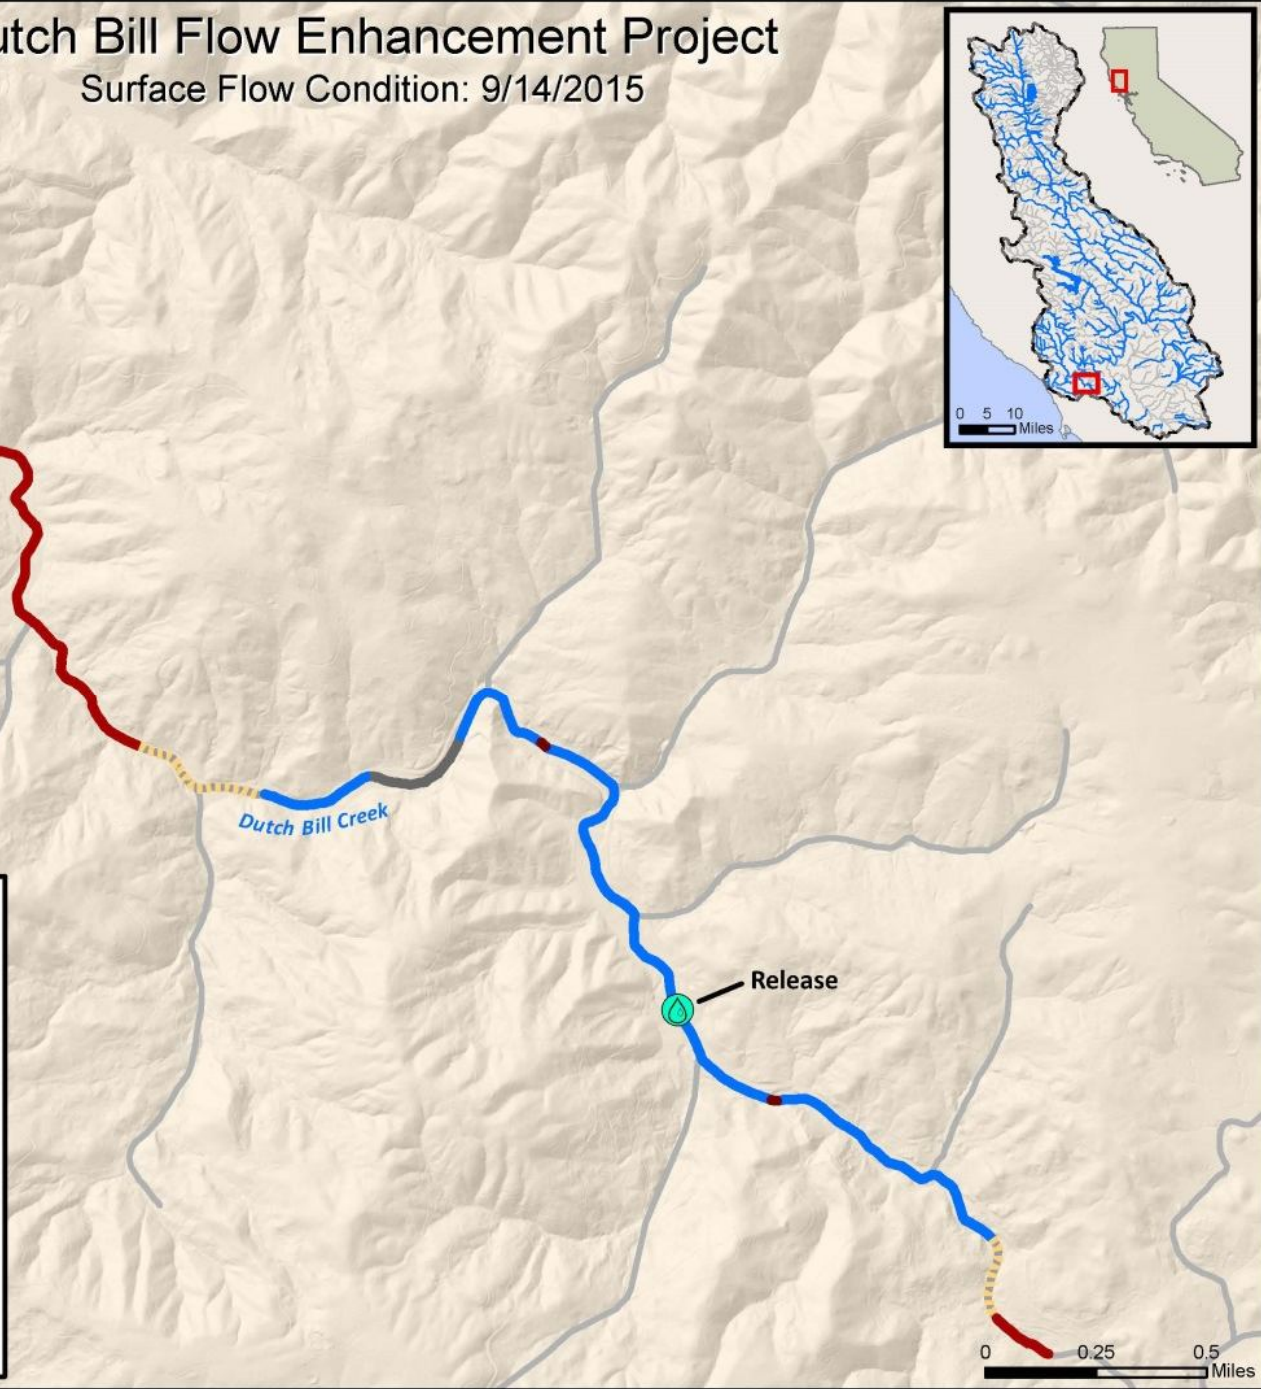 utch Bill Flow Enhancement Project
Surface Flow Condition: 9/14/2015
0 5 10
Miles
Dutch Bill Creek
Release
0 0.25 0.5
Miles